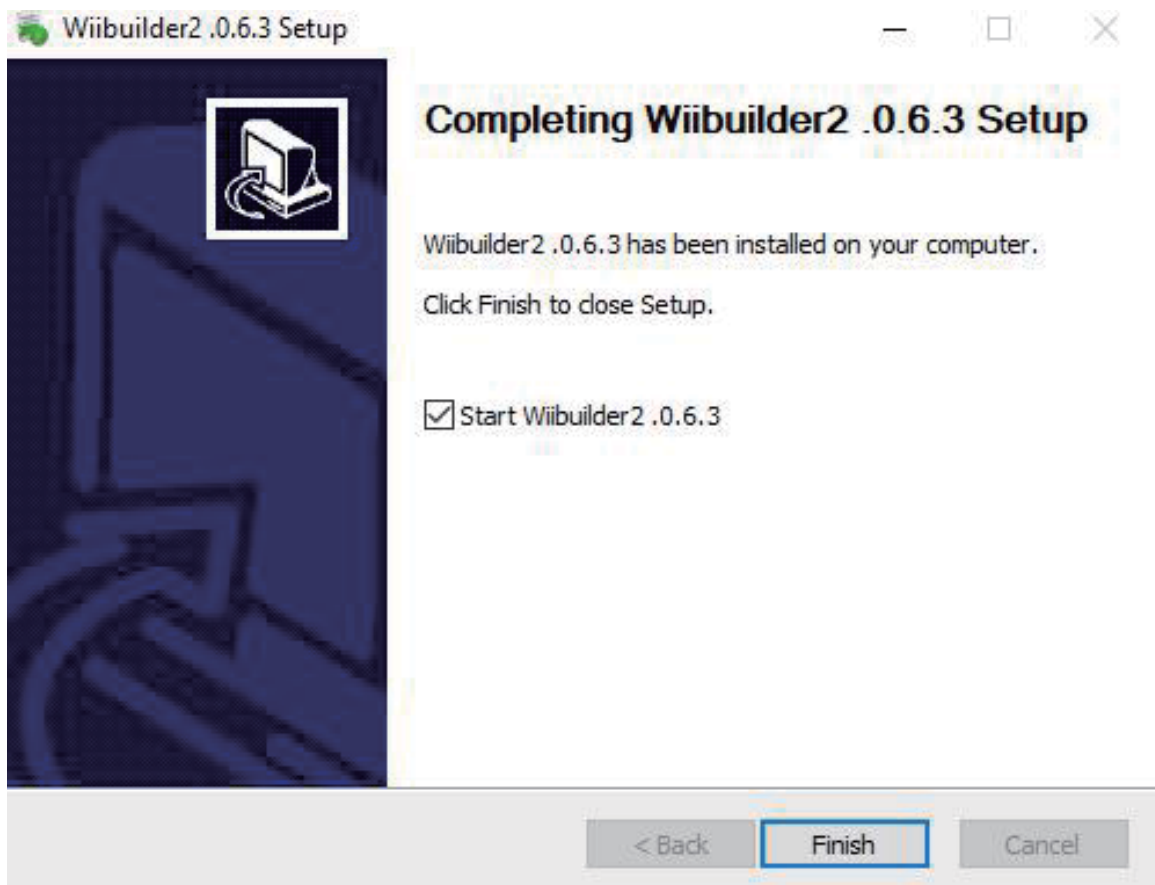 Wiibuilder2 .0.6.3 Setup
Completing Wiibuilder2 .0.6.3 Setup
Wiibuilder2 .0.6.3 has been installed on your computer.
Click Finish to close Setup.
Start Wiibuilder2 .0.6.3
< Back Finish Cancel